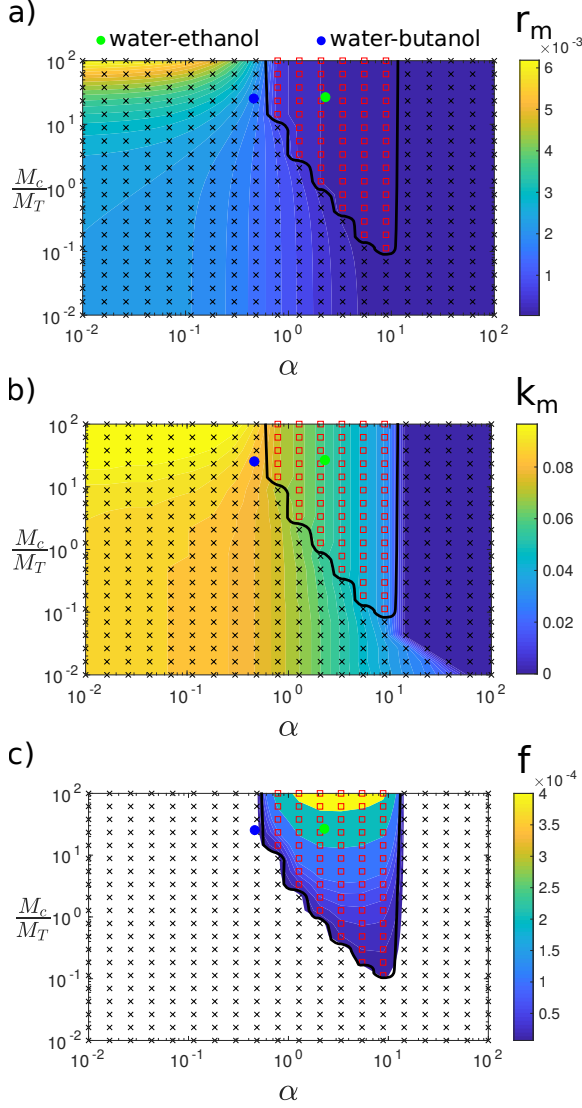 a)
water-ethanol water-butanol r_m
×10^-3
10^2 10^1 10^0 10^-1 10^-2
M_c/M_T
10^-2 10^-1 10^0 10^1 10^2
α
6 5 4 3 2 1
b)
k_m
10^2 10^1 10^0 10^-1 10^-2
M_c/M_T
10^-2 10^-1 10^0 10^1 10^2
α
0.08 0.06 0.04 0.02 0
c)
f
×10^-4
10^2 10^1 10^0 10^-1 10^-2
M_c/M_T
10^-2 10^-1 10^0 10^1 10^2
α
4 3.5 3 2.5 2 1.5 1 0.5